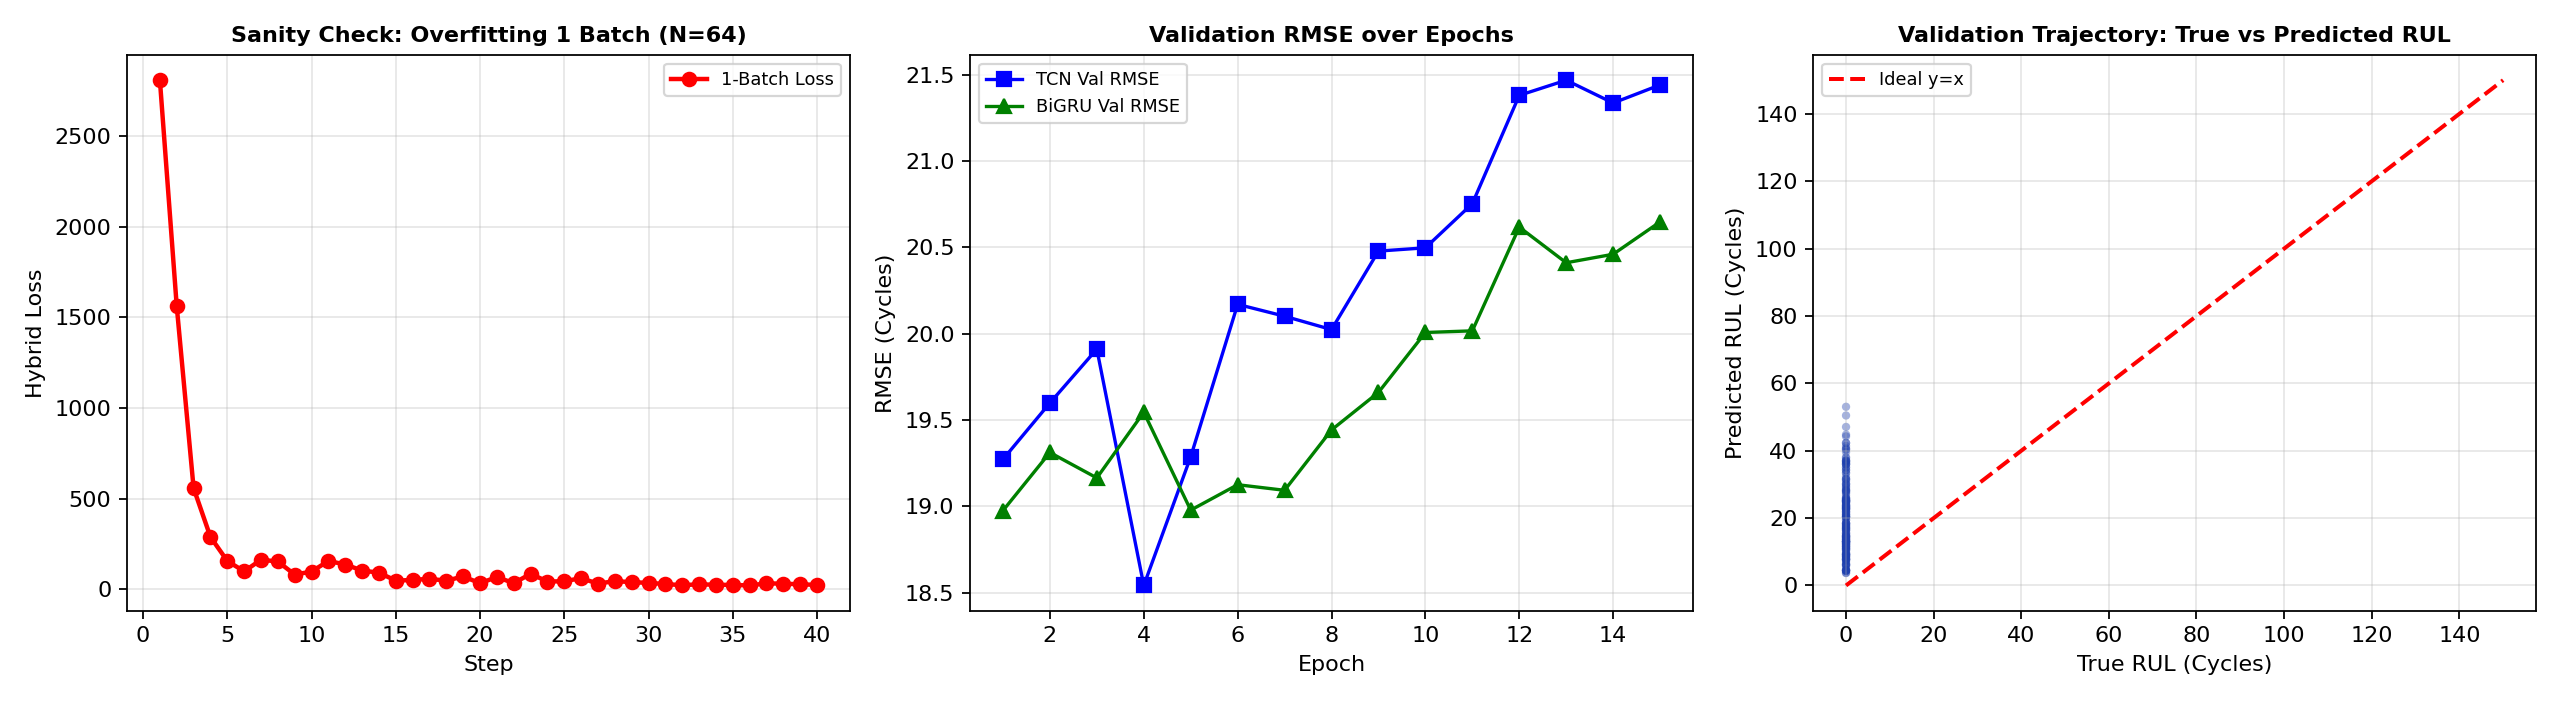 Sanity Check: Overfitting 1 Batch (N=64)
1-Batch Loss
Hybrid Loss
2500
2000
1500
1000
500
0
0 5 10 15 20 25 30 35 40
Step
Validation RMSE over Epochs
TCN Val RMSE
BiGRU Val RMSE
RMSE (Cycles)
21.5
21.0
20.5
20.0
19.5
19.0
18.5
2 4 6 8 10 12 14
Epoch
Validation Trajectory: True vs Predicted RUL
Ideal y=x
Predicted RUL (Cycles)
140
120
100
80
60
40
20
0
0 20 40 60 80 100 120 140
True RUL (Cycles)